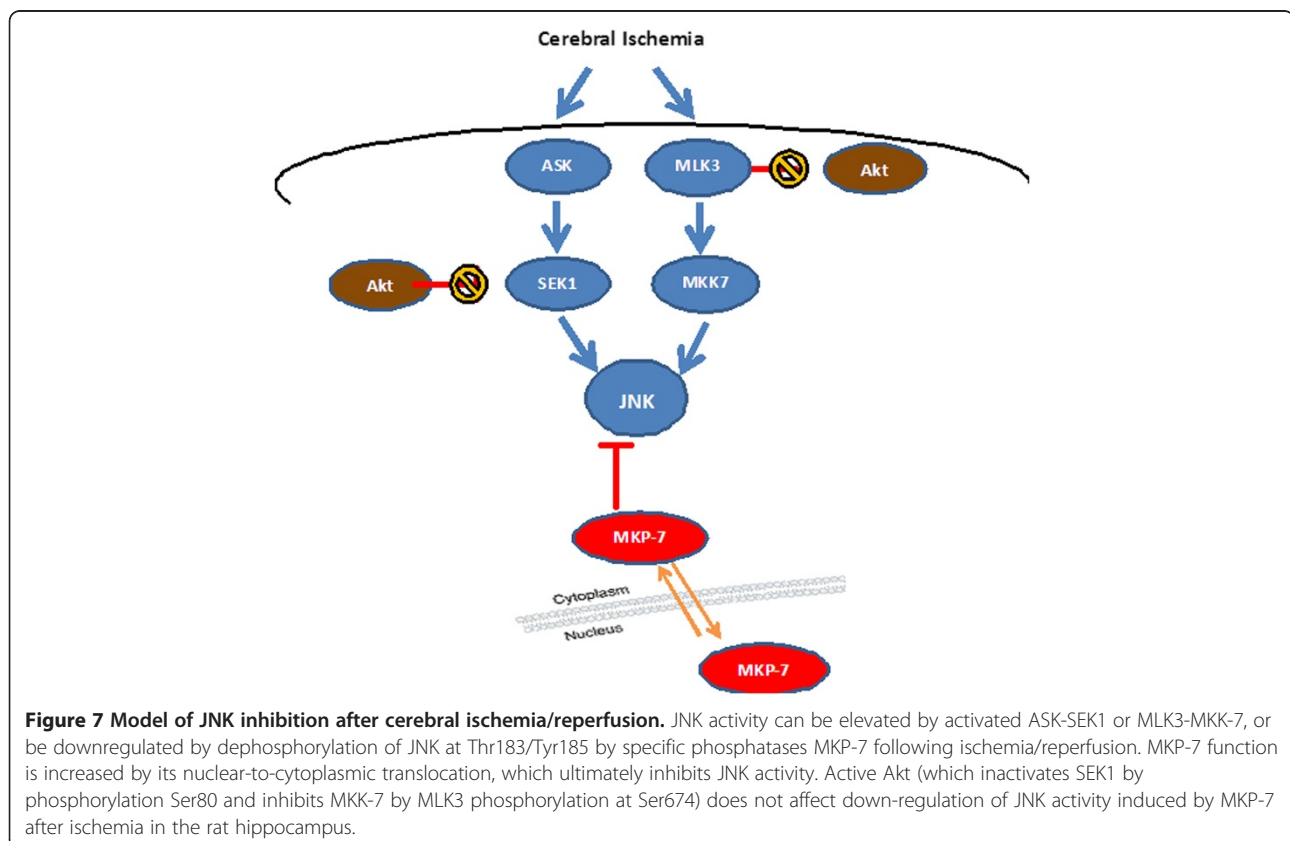 Cerebral Ischemia
ASK
MLK3
Akt
Akt
SEK1
MKK7
JNK
MKP-7
Cytoplasm
Nucleus
MKP-7
Figure 7 Model of JNK inhibition after cerebral ischemia/reperfusion. JNK activity can be elevated by activated ASK-SEK1 or MLK3-MKK-7, or
be downregulated by dephosphorylation of JNK at Thr183/Tyr185 by specific phosphatases MKP-7 following ischemia/reperfusion. MKP-7 function
is increased by its nuclear-to-cytoplasmic translocation, which ultimately inhibits JNK activity. Active Akt (which inactivates SEK1 by
phosphorylation Ser80 and inhibits MKK-7 by MLK3 phosphorylation at Ser674) does not affect down-regulation of JNK activity induced by MKP-7
after ischemia in the rat hippocampus.